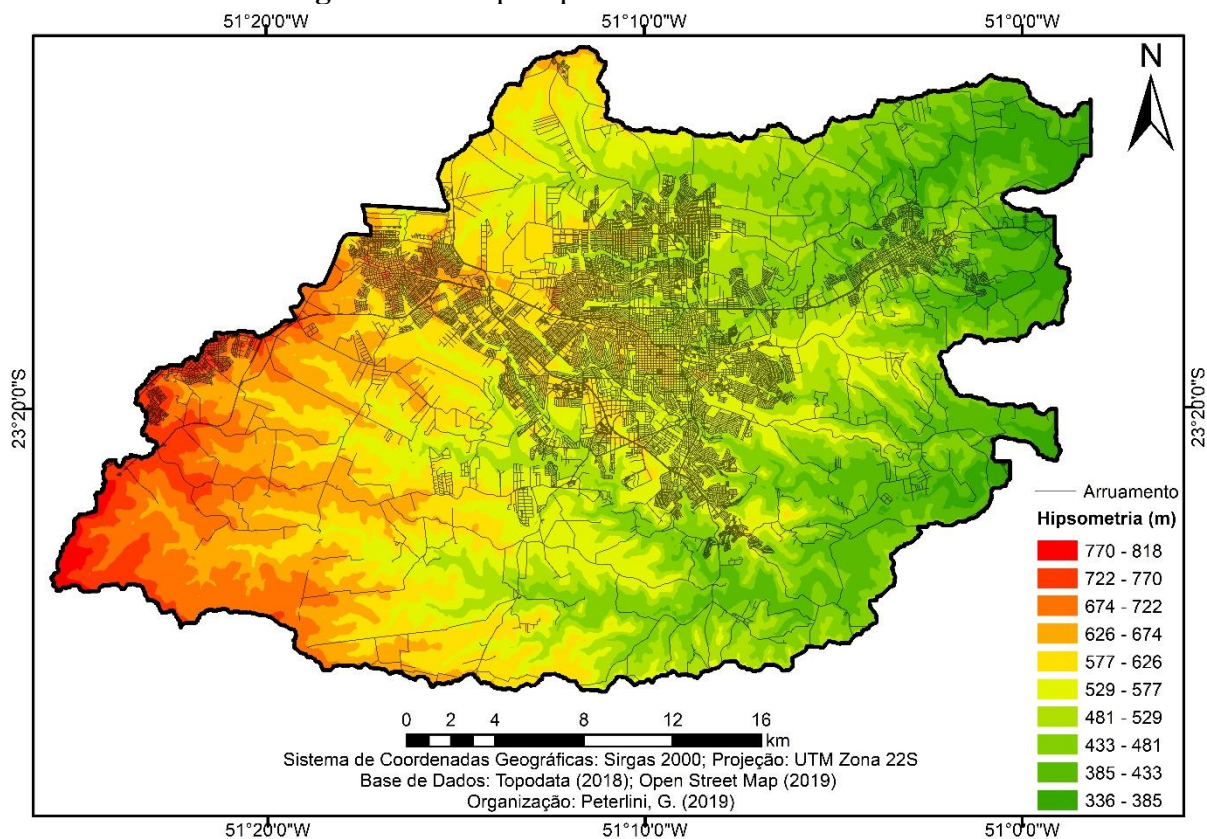 51°20'0"W 51°10'0"W 51°0'0"W
N
23°20'0"S
23°20'0"S
Arruamento
Hipsometria (m)
770 - 818
722 - 770
674 - 722
626 - 674
577 - 626
529 - 577
481 - 529
433 - 481
385 - 433
336 - 385
0 2 4 8 12 16
km
Sistema de Coordenadas Geográficas: Sirgas 2000; Projeção: UTM Zona 22S
Base de Dados: Topodata (2018); Open Street Map (2019)
Organização: Peterlini, G. (2019)
51°20'0"W 51°10'0"W 51°0'0"W